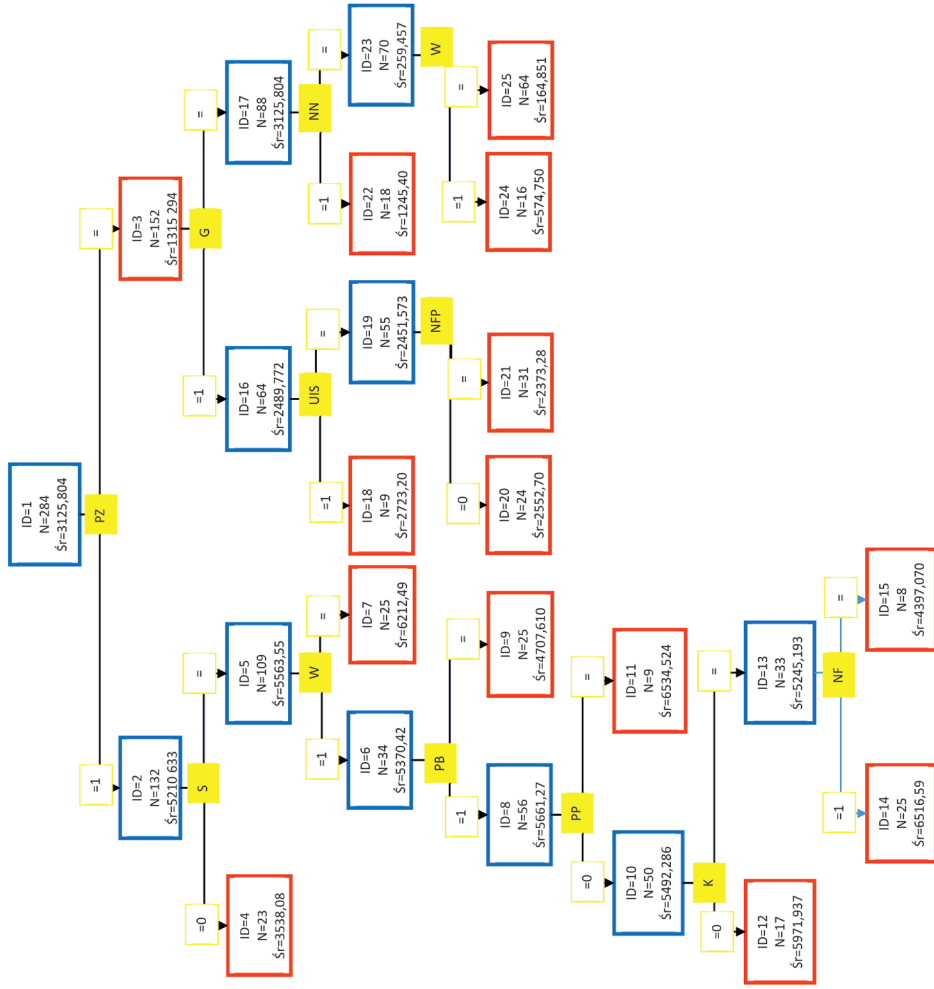 ID=1
N=284
Śr=3125,804
PZ
=1
=
ID=2
N=132
Śr=5210 633
ID=3
N=152
Śr=1315 294
S
G
=0
=
=1
=
ID=4
N=23
Śr=3538,08
ID=5
N=109
Śr=5563,55
ID=16
N=64
Śr=2489,772
ID=17
N=88
Śr=3125,804
W
UIS
NN
=1
=
=1
=
=1
=
ID=6
N=34
Śr=5370,42
ID=7
N=25
Śr=6212,49
ID=18
N=9
Śr=2723,20
ID=19
N=55
Śr=2451,573
ID=22
N=18
Śr=1245,40
ID=23
N=70
Śr=259,457
PB
NFP
W
=1
=
=0
=
=1
=
ID=8
N=56
Śr=5661,27
ID=9
N=25
Śr=4707,610
ID=20
N=24
Śr=2552,70
ID=21
N=31
Śr=2373,28
ID=24
N=16
Śr=574,750
ID=25
N=64
Śr=164,851
PP
=0
=
ID=10
N=50
Śr=5492,286
ID=11
N=9
Śr=6534,524
K
=0
=
ID=12
N=17
Śr=5971,937
ID=13
N=33
Śr=5245,193
NF
=1
=
ID=14
N=25
Śr=6516,59
ID=15
N=8
Śr=4397,070